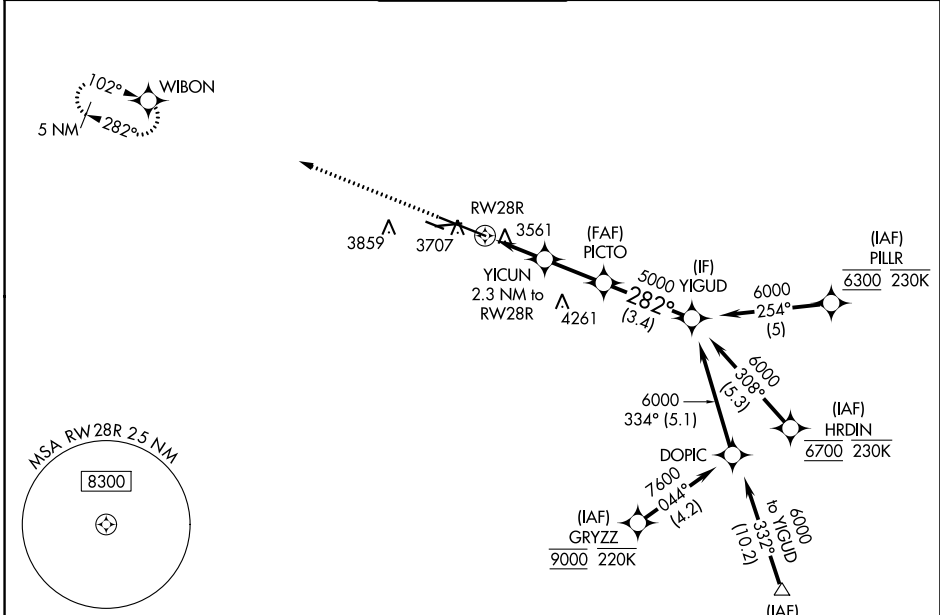 102°
WIBON
5 NM
282°
RW28R
3561
3859
3707
(FAF)
PICTO
(IF)
YIGUD
(IAF)
PILLR
6300 230K
YICUN
2.3 NM to
RW28R
5000
282°
(3.4)
6000
254°
(5)
4261
6000
308°
(5.3)
6000
334° (5.1)
(IAF)
HRDIN
6700 230K
DOPIC
7600
044°
(4.2)
(IAF)
GRYZZ
9000 220K
6000
to YIGUD
332°
(10.2)
(IAF)
MSA RW28R 25 NM
8300